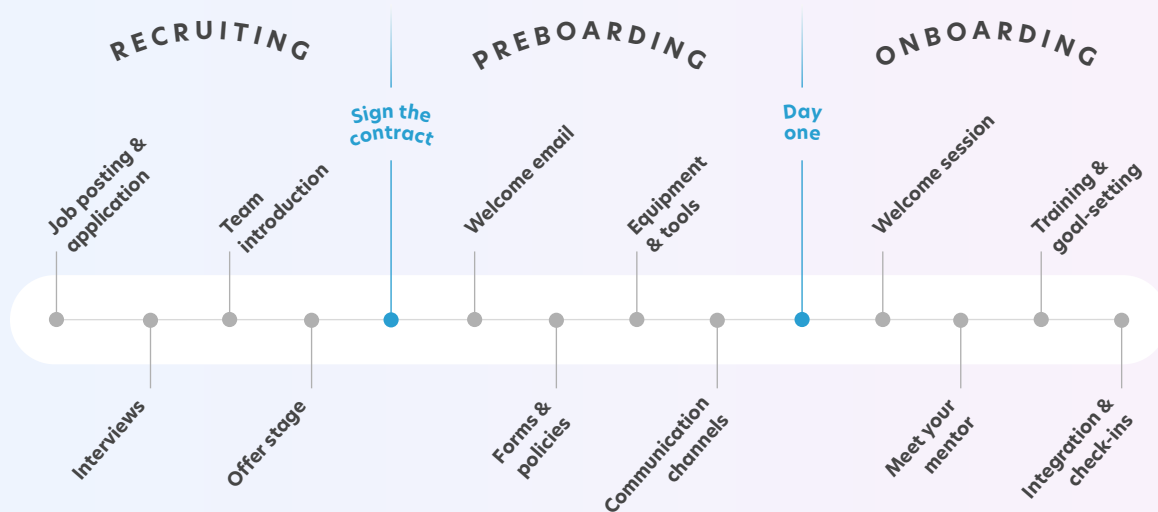 RECRUITING
PREBOARDING
ONBOARDING
Sign the
contract
Day
one
Job posting &
application
Team
introduction
Welcome email
Equipment
& tools
Welcome session
Training &
goal-setting
Interviews
Offer stage
Forms &
policies
Communication
channels
Meet your
mentor
Integration &
check-ins